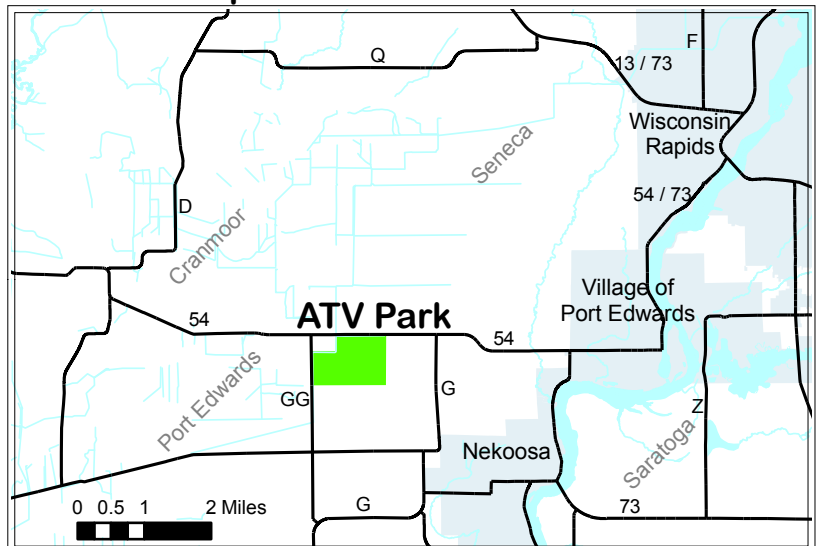 Q
F
13 / 73
Wisconsin
Rapids
Seneca
54 / 73
D
Cranmoor
Village of
Port Edwards
54
ATV Park
54
Port Edwards
GG
G
Z
Saratoga
Nekoosa
0 0.5 1 2 Miles
G
73